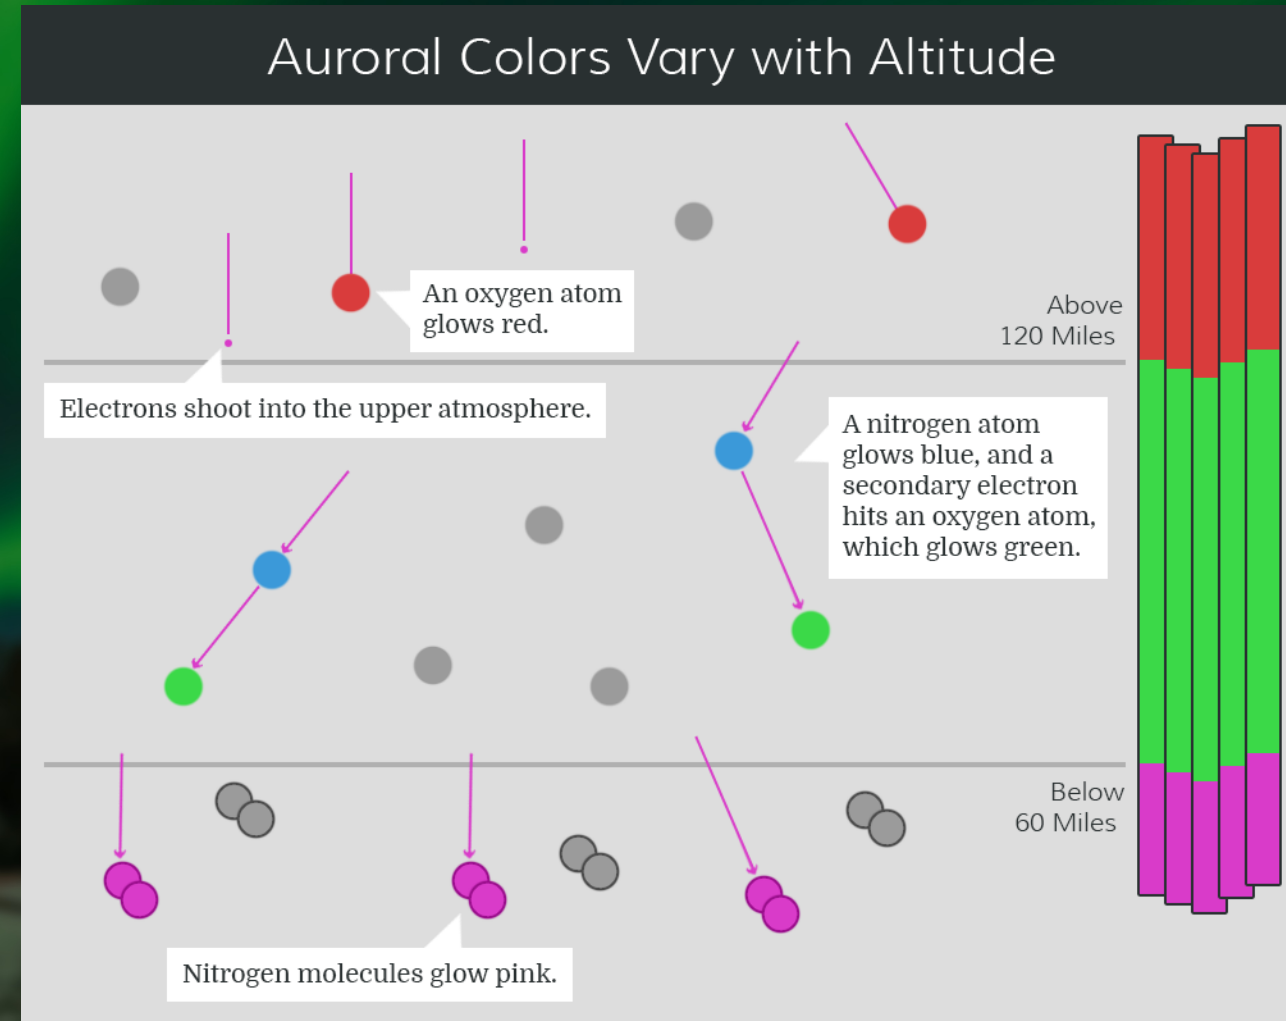 Auroral Colors Vary with Altitude
An oxygen atom
glows red.
Above
120 Miles
Electrons shoot into the upper atmosphere.
A nitrogen atom
glows blue, and a
secondary electron
hits an oxygen atom,
which glows green.
Below
60 Miles
Nitrogen molecules glow pink.